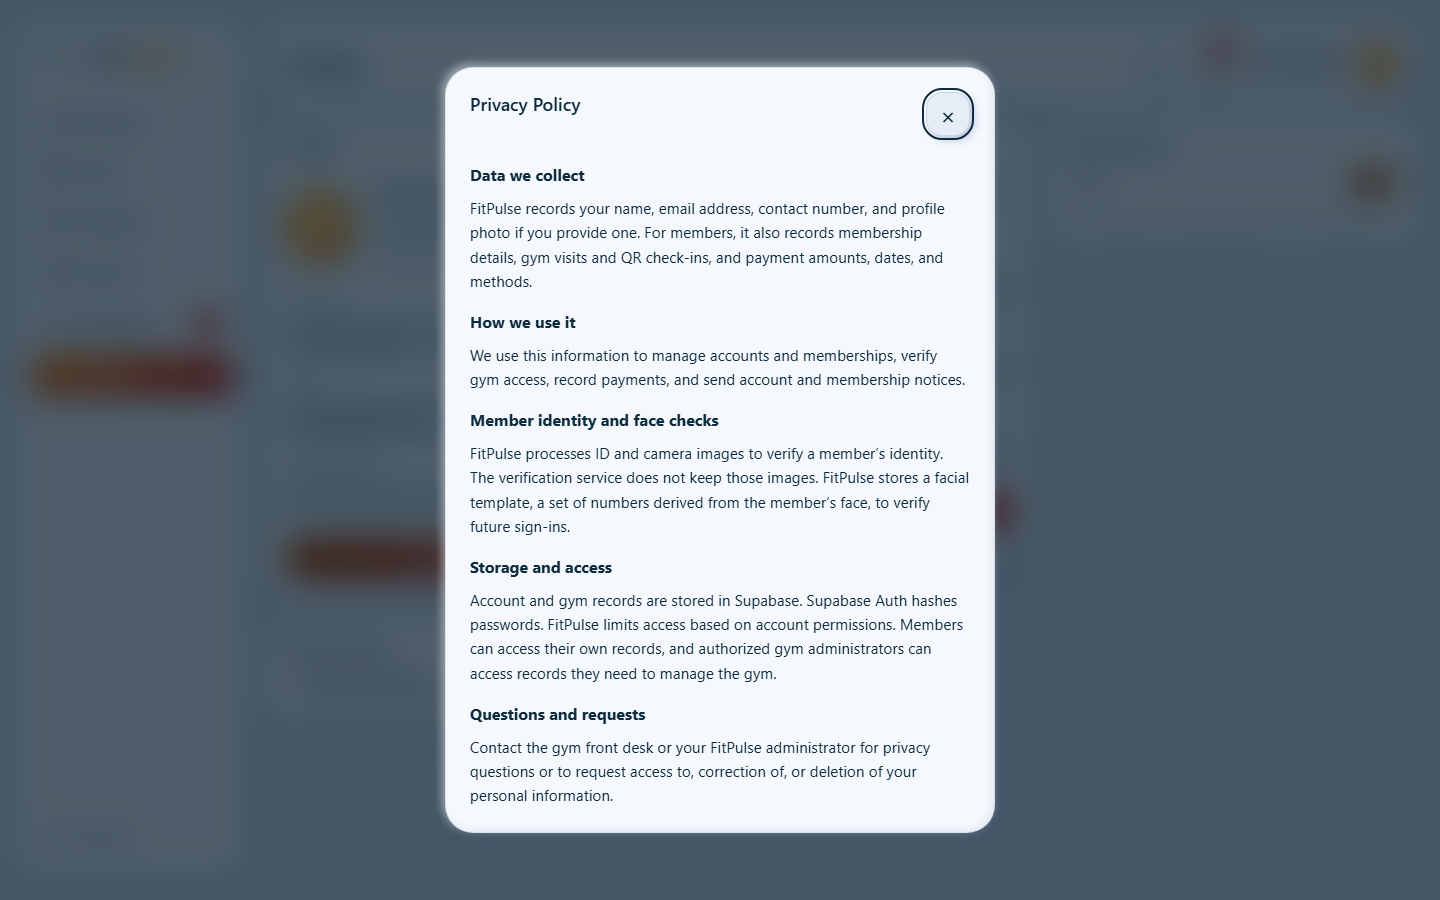 Privacy Policy
×
Data we collect
FitPulse records your name, email address, contact number, and profile
photo if you provide one. For members, it also records membership
details, gym visits and QR check-ins, and payment amounts, dates, and
methods.
How we use it
We use this information to manage accounts and memberships, verify
gym access, record payments, and send account and membership notices.
Member identity and face checks
FitPulse processes ID and camera images to verify a member’s identity.
The verification service does not keep those images. FitPulse stores a facial
template, a set of numbers derived from the member’s face, to verify
future sign-ins.
Storage and access
Account and gym records are stored in Supabase. Supabase Auth hashes
passwords. FitPulse limits access based on account permissions. Members
can access their own records, and authorized gym administrators can
access records they need to manage the gym.
Questions and requests
Contact the gym front desk or your FitPulse administrator for privacy
questions or to request access to, correction of, or deletion of your
personal information.